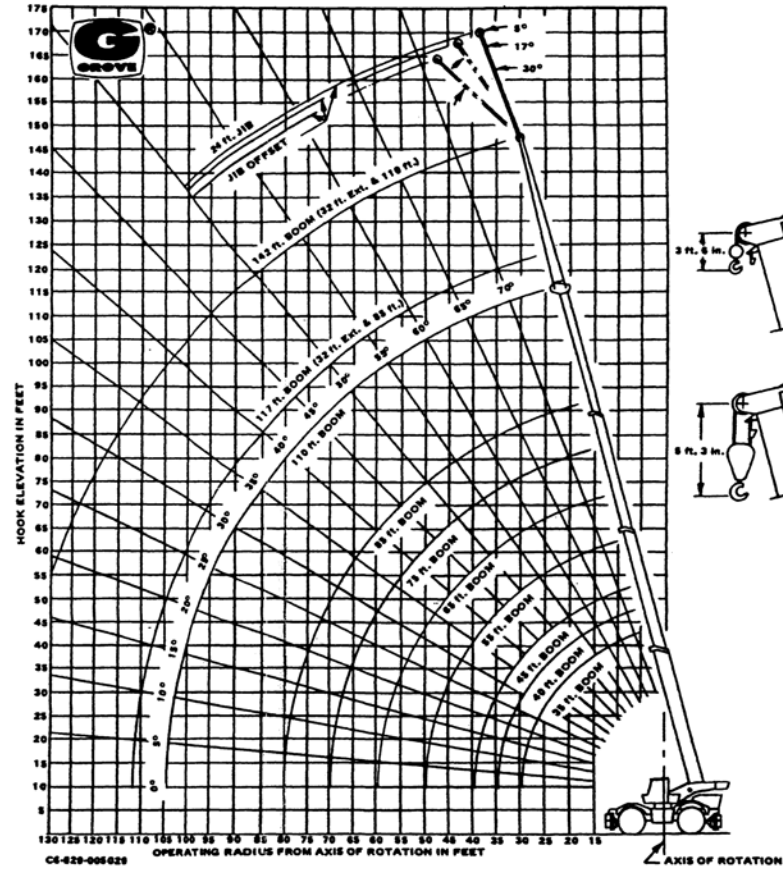 175
170
165
160
155
150
145
140
135
130
125
120
115
110
105
100
95
90
85
80
75
70
65
60
55
50
45
40
35
30
25
20
15
10
5
HOOK ELEVATION IN FEET
G
®
GROVE
5°
17°
30°
24 ft. JIB
JIB OFFSET
142 ft. BOOM (32 ft. Ext. & 110 ft.)
117 ft. BOOM (32 ft. Ext. & 85 ft.)
110 ft. BOOM
70°
65°
60°
55°
50°
45°
40°
35°
30°
25°
20°
15°
10°
5°
0°
85 ft. BOOM
75 ft. BOOM
65 ft. BOOM
55 ft. BOOM
45 ft. BOOM
40 ft. BOOM
35 ft. BOOM
3 ft. 6 in.
5 ft. 3 in.
130 125 120 115 110 105 100 95 90 85 80 75 70 65 60 55 50 45 40 35 30 25 20 15
OPERATING RADIUS FROM AXIS OF ROTATION IN FEET
AXIS OF ROTATION